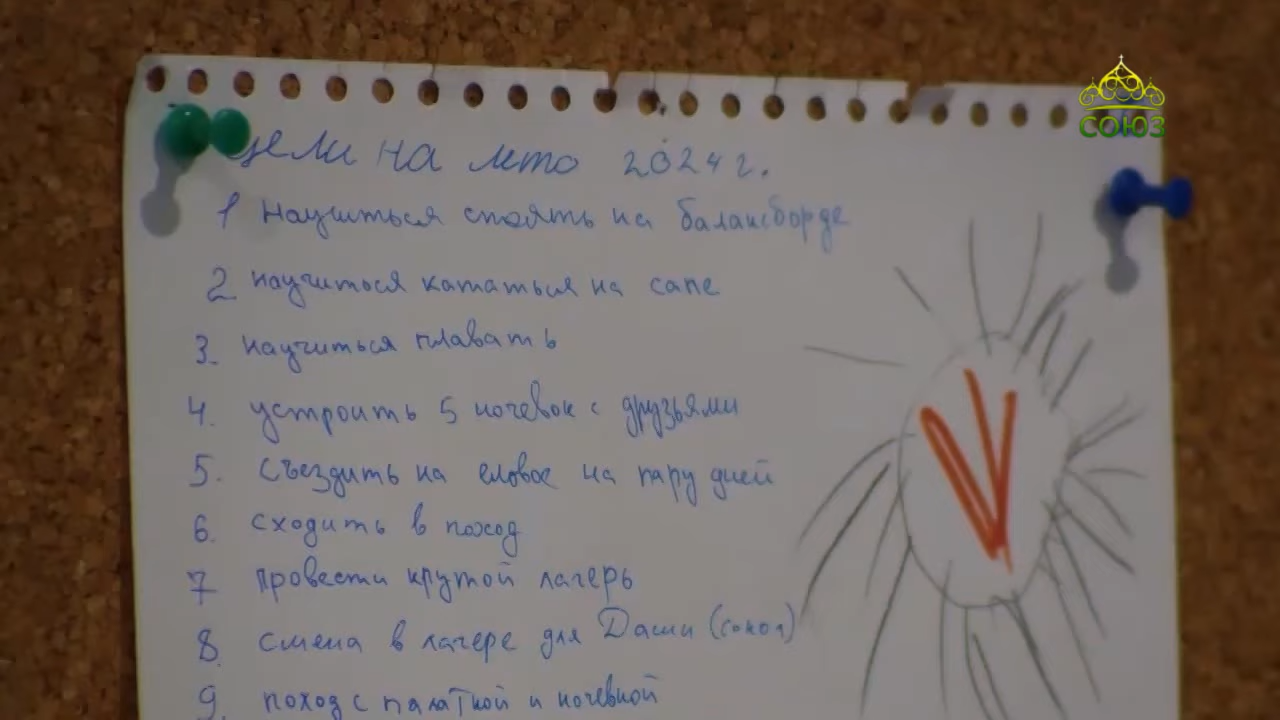 СОЮЗ
цели на лето 2024 г.
1 Научиться стоять на балансборде
2 научиться кататься на сапе
3. научиться плавать
4. устроить 5 ночевок с друзьями
5. съездить на еловое на пару дней
6. сходить в поход
7 провести крутой лагерь
8. смена в лагере для Даши (сокол)
9. поход с палаткой и ночевкой